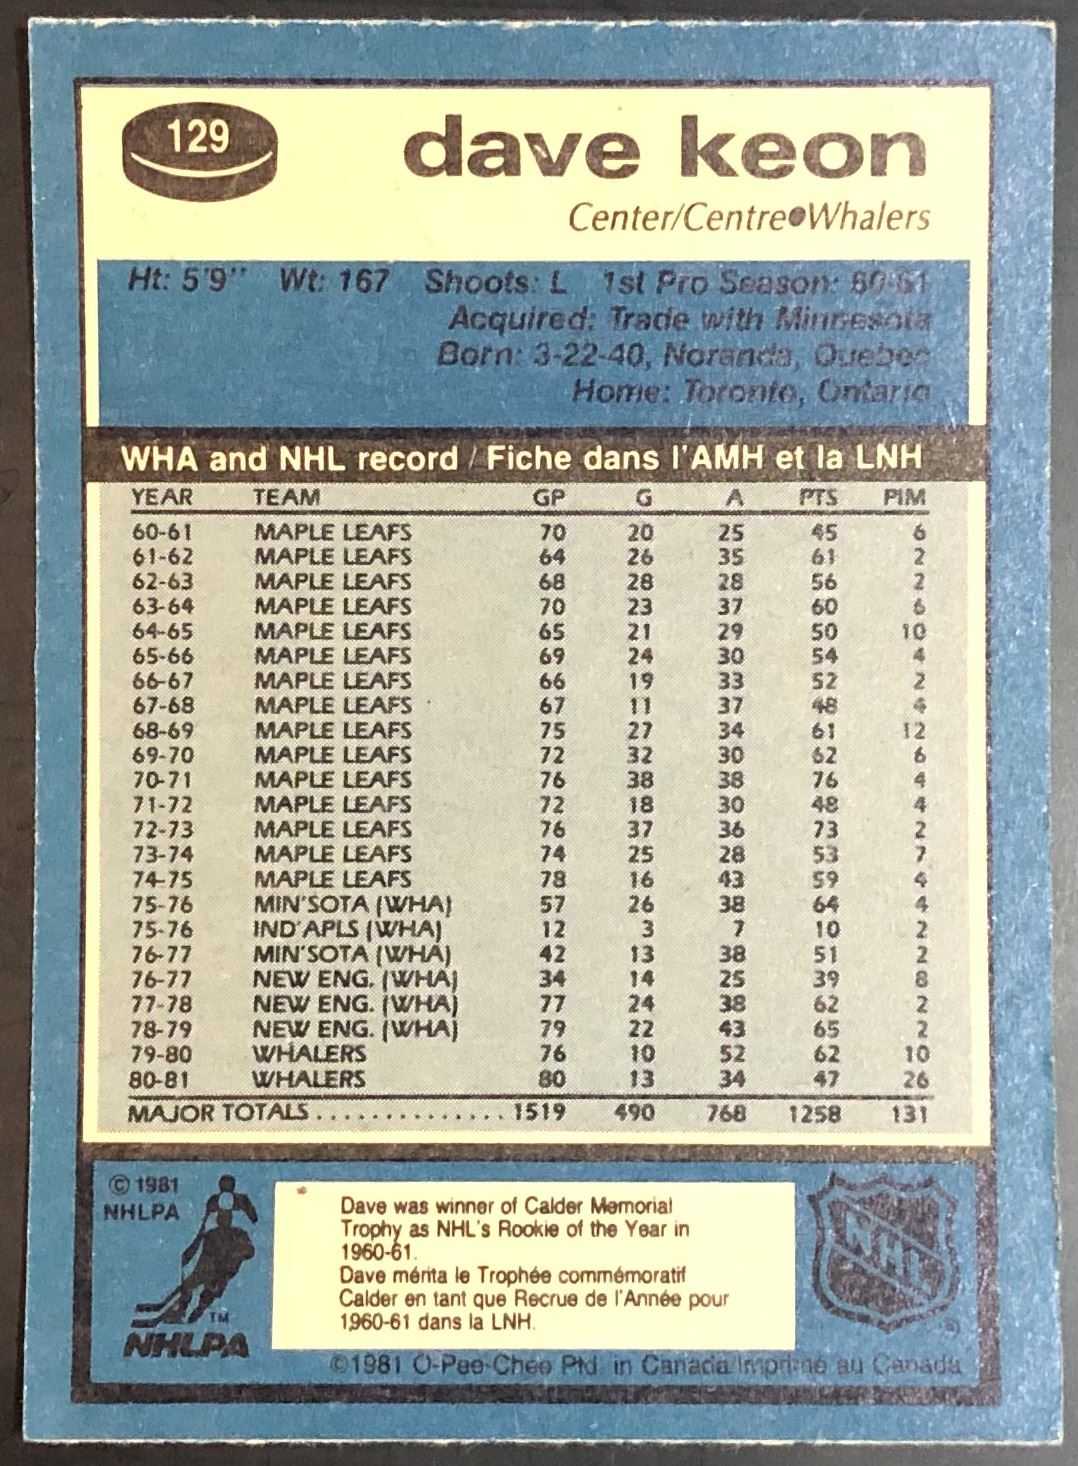 129
dave keon
Center/Centre•Whalers
Ht: 5'9" Wt: 167 Shoots: L 1st Pro Season: 60-61
Acquired: Trade with Minnesota
Born: 3-22-40, Noranda, Quebec
Home: Toronto, Ontario
WHA and NHL record / Fiche dans l'AMH et la LNH
YEAR TEAM GP G A PTS PIM
60-61 MAPLE LEAFS 70 20 25 45 6
61-62 MAPLE LEAFS 64 26 35 61 2
62-63 MAPLE LEAFS 68 28 28 56 2
63-64 MAPLE LEAFS 70 23 37 60 6
64-65 MAPLE LEAFS 65 21 29 50 10
65-66 MAPLE LEAFS 69 24 30 54 4
66-67 MAPLE LEAFS 66 19 33 52 2
67-68 MAPLE LEAFS 67 11 37 48 4
68-69 MAPLE LEAFS 75 27 34 61 12
69-70 MAPLE LEAFS 72 32 30 62 6
70-71 MAPLE LEAFS 76 38 38 76 4
71-72 MAPLE LEAFS 72 18 30 48 4
72-73 MAPLE LEAFS 76 37 36 73 2
73-74 MAPLE LEAFS 74 25 28 53 7
74-75 MAPLE LEAFS 78 16 43 59 4
75-76 MIN'SOTA (WHA) 57 26 38 64 4
75-76 IND'APLS (WHA) 12 3 7 10 2
76-77 MIN'SOTA (WHA) 42 13 38 51 2
76-77 NEW ENG. (WHA) 34 14 25 39 8
77-78 NEW ENG. (WHA) 77 24 38 62 2
78-79 NEW ENG. (WHA) 79 22 43 65 2
79-80 WHALERS 76 10 52 62 10
80-81 WHALERS 80 13 34 47 26
MAJOR TOTALS.............. 1519 490 768 1258 131
© 1981
NHLPA
TM
NHLPA
Dave was winner of Calder Memorial
Trophy as NHL's Rookie of the Year in
1960-61.
Dave mérita le Trophée commémoratif
Calder en tant que Recrue de l'Année pour
1960-61 dans la LNH.
NHL
®
©1981 O-Pee-Chee Ptd. in Canada/Imprimé au Canada